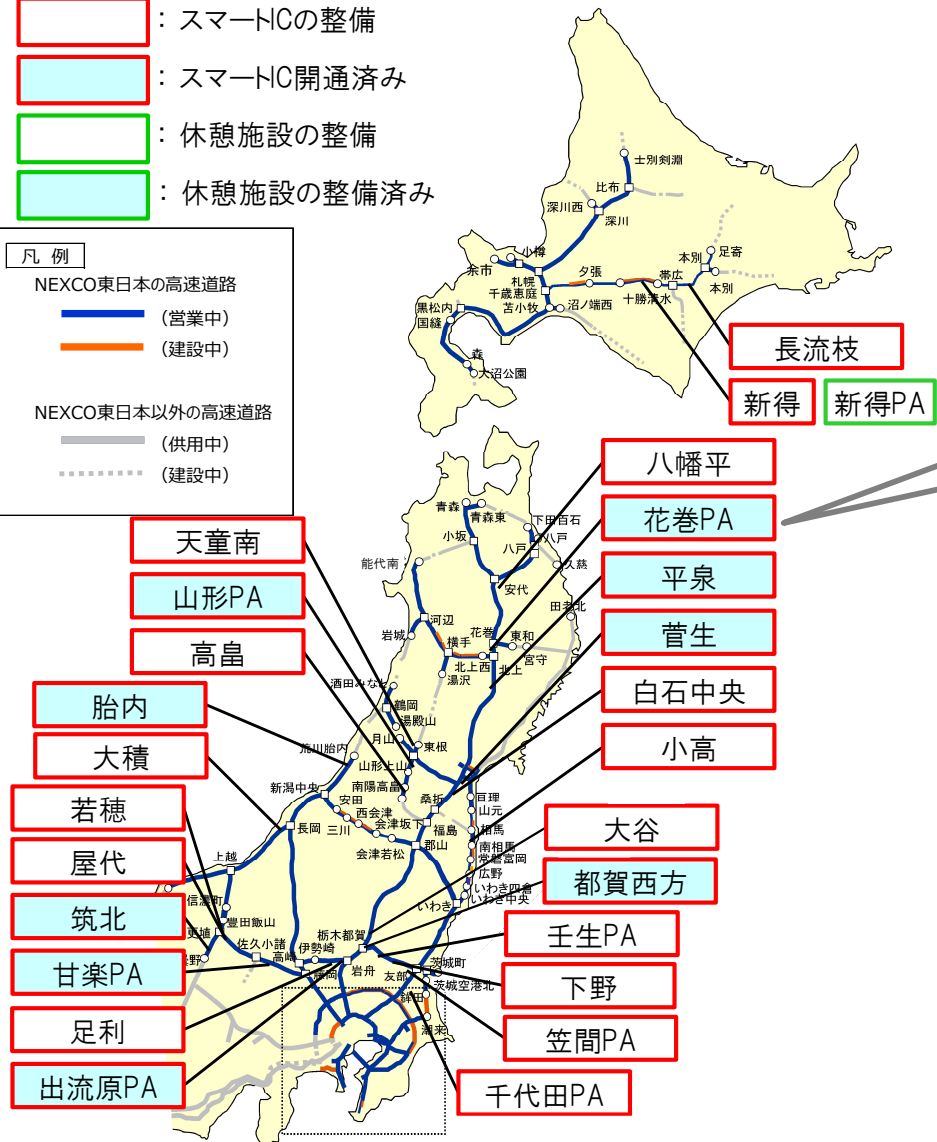 ：スマートICの整備
：スマートIC開通済み
：休憩施設の整備
：休憩施設の整備済み
凡 例
NEXCO東日本の高速道路
（営業中）
（建設中）
NEXCO東日本以外の高速道路
（供用中）
（建設中）
士別剣淵
比布
深川西
深川
小樽
余市
札幌
千歳恵庭
苫小牧
沼ノ端西
夕張
十勝清水
帯広
本別
足寄
本別
黒松内
国縫
森
大沼公園
長流枝
新得
新得PA
八幡平
花巻PA
平泉
菅生
白石中央
小高
天童南
山形PA
高畠
胎内
大積
若穂
屋代
筑北
甘楽PA
足利
出流原PA
大谷
都賀西方
壬生PA
下野
笠間PA
千代田PA
青森
青森東
下田百石
八戸
八戸
小坂
能代南
久慈
安代
田老北
河辺
岩城
横手
花巻
東和
宮守
北上西
北上
湯沢
酒田みなと
鶴岡
湯殿山
月山
東根
山形上山
荒川胎内
南陽高畠
新潟中央
安田
西会津
三川
会津坂下
会津若松
桑折
福島
郡山
亘理
山元
相馬
南相馬
常磐富岡
広野
いわき四倉
いわき中央
いわき
長岡
上越
信濃町
豊田飯山
更埴
佐久小諸
高崎
伊勢崎
藤岡
栃木都賀
岩舟
友部
茨城町
茨城空港北
鉾田
潮来